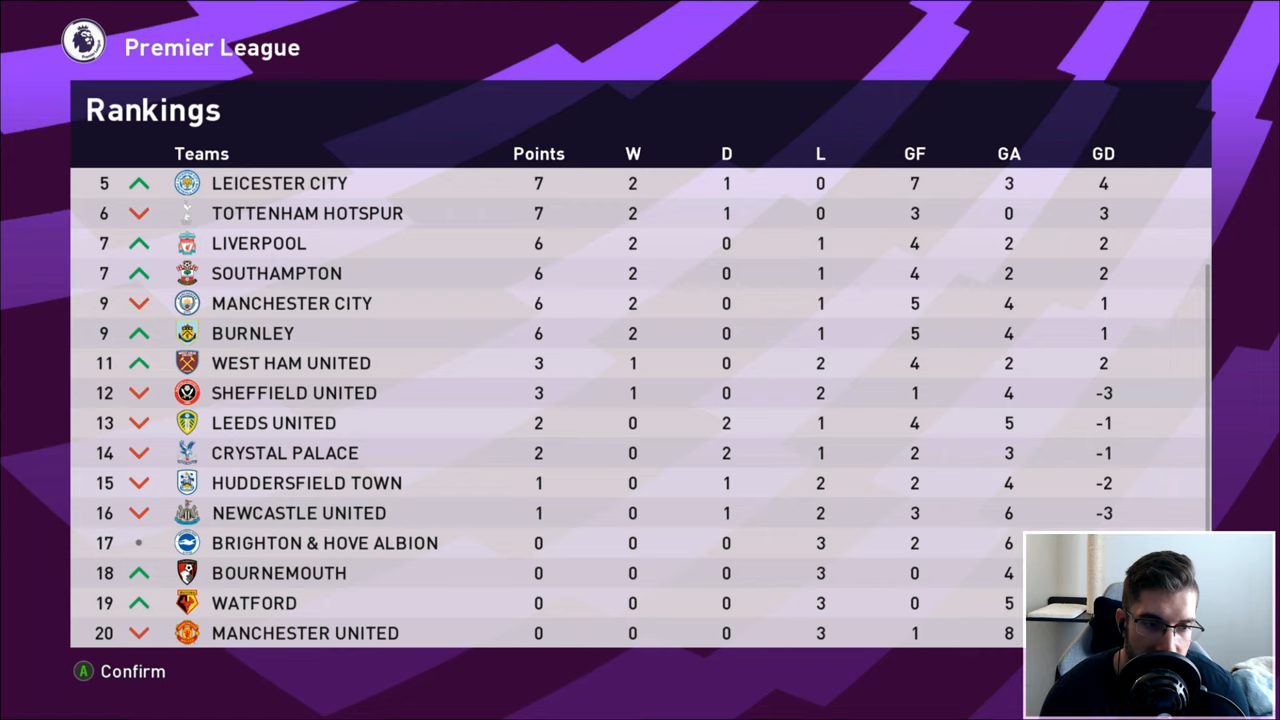 Premier League
Rankings
Teams Points W D L GF GA GD
5 LEICESTER CITY 7 2 1 0 7 3 4
6 TOTTENHAM HOTSPUR 7 2 1 0 3 0 3
7 LIVERPOOL 6 2 0 1 4 2 2
7 SOUTHAMPTON 6 2 0 1 4 2 2
9 MANCHESTER CITY 6 2 0 1 5 4 1
9 BURNLEY 6 2 0 1 5 4 1
11 WEST HAM UNITED 3 1 0 2 4 2 2
12 SHEFFIELD UNITED 3 1 0 2 1 4 -3
13 LEEDS UNITED 2 0 2 1 4 5 -1
14 CRYSTAL PALACE 2 0 2 1 2 3 -1
15 HUDDERSFIELD TOWN 1 0 1 2 2 4 -2
16 NEWCASTLE UNITED 1 0 1 2 3 6 -3
17 BRIGHTON & HOVE ALBION 0 0 0 3 2 6
18 BOURNEMOUTH 0 0 0 3 0 4
19 WATFORD 0 0 0 3 0 5
20 MANCHESTER UNITED 0 0 0 3 1 8
A Confirm